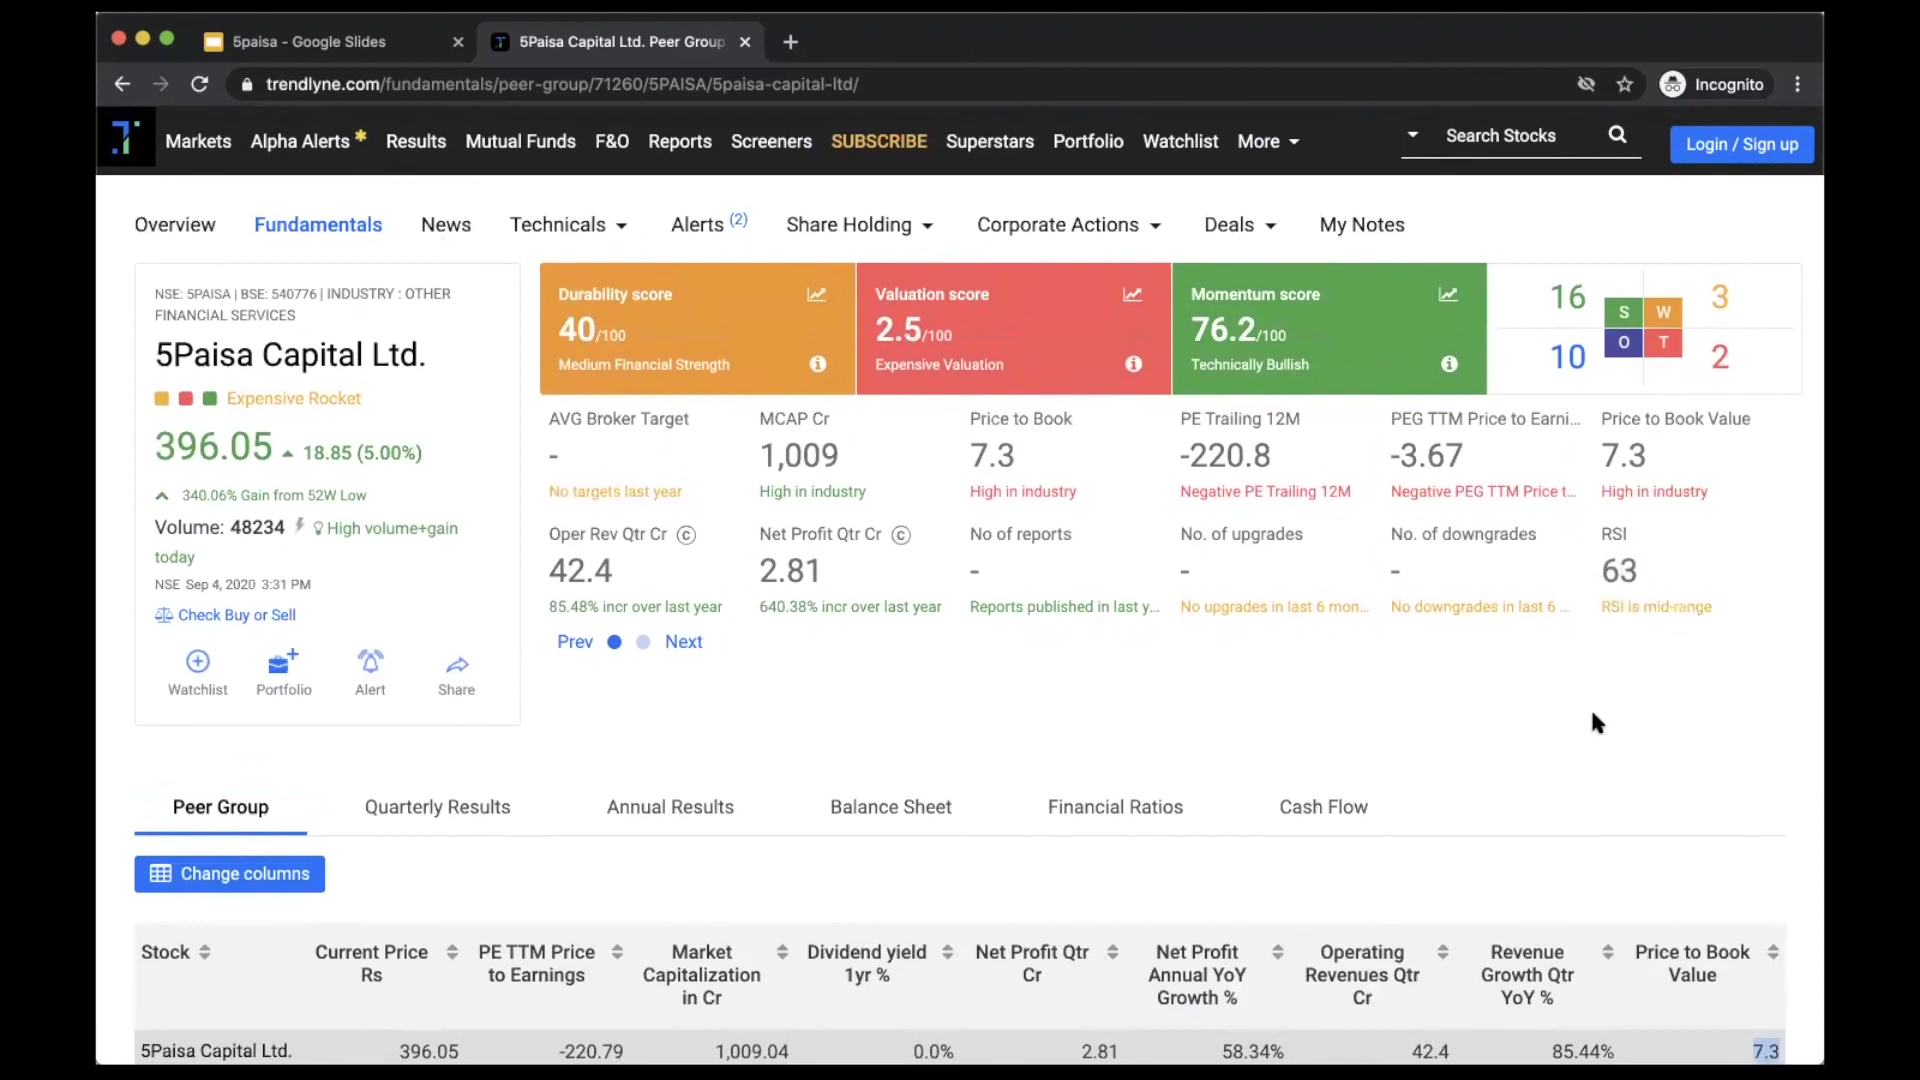 5paisa - Google Slides
5Paisa Capital Ltd. Peer Group
trendlyne.com/fundamentals/peer-group/71260/5PAISA/5paisa-capital-ltd/
Incognito
Markets Alpha Alerts * Results Mutual Funds F&O Reports Screeners SUBSCRIBE Superstars Portfolio Watchlist More Search Stocks Login / Sign up
Overview Fundamentals News Technicals Alerts (2) Share Holding Corporate Actions Deals My Notes
NSE: 5PAISA | BSE: 540776 | INDUSTRY : OTHER
FINANCIAL SERVICES
5Paisa Capital Ltd.
Expensive Rocket
396.05 18.85 (5.00%)
340.06% Gain from 52W Low
Volume: 48234 High volume+gain
today
NSE Sep 4, 2020 3:31 PM
Check Buy or Sell
Watchlist Portfolio Alert Share
Durability score
40/100
Medium Financial Strength
Valuation score
2.5/100
Expensive Valuation
Momentum score
76.2/100
Technically Bullish
16 S W 3
10 O T 2
AVG Broker Target MCAP Cr Price to Book PE Trailing 12M PEG TTM Price to Earni... Price to Book Value
- 1,009 7.3 -220.8 -3.67 7.3
No targets last year High in industry High in industry Negative PE Trailing 12M Negative PEG TTM Price t... High in industry
Oper Rev Qtr Cr C Net Profit Qtr Cr C No of reports No. of upgrades No. of downgrades RSI
42.4 2.81 - - - 63
85.48% incr over last year 640.38% incr over last year Reports published in last y... No upgrades in last 6 mon... No downgrades in last 6 ... RSI is mid-range
Prev Next
Peer Group Quarterly Results Annual Results Balance Sheet Financial Ratios Cash Flow
Change columns
Stock Current Price PE TTM Price Market Dividend yield Net Profit Qtr Net Profit Operating Revenue Price to Book
Rs to Earnings Capitalization 1yr % Cr Annual YoY Revenues Qtr Growth Qtr Value
in Cr Growth % Cr YoY %
5Paisa Capital Ltd. 396.05 -220.79 1,009.04 0.0% 2.81 58.34% 42.4 85.44% 7.3